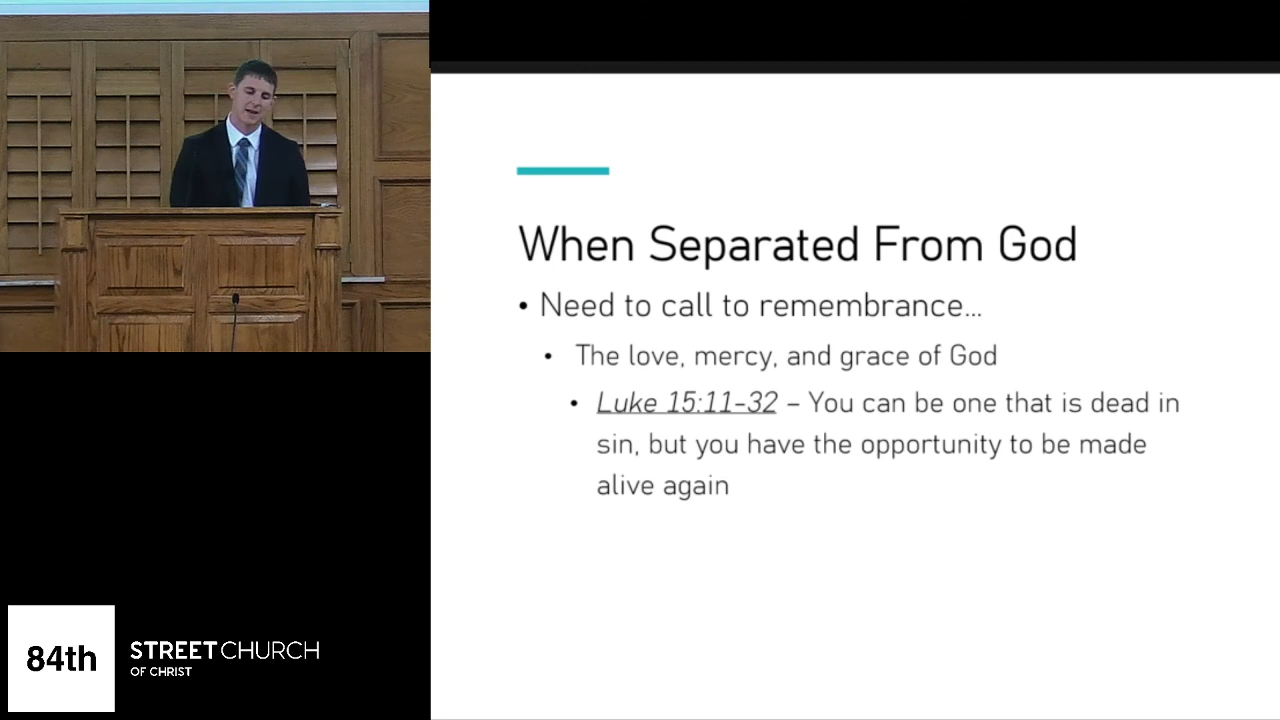 When Separated From God
• Need to call to remembrance...
• The love, mercy, and grace of God
• Luke 15:11-32 – You can be one that is dead in
sin, but you have the opportunity to be made
alive again
84th
STREET CHURCH
OF CHRIST